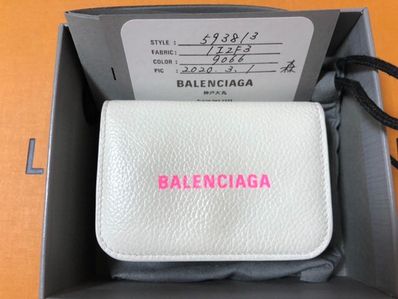 STYLE : 593813
FABRIC : 1IZF3
COLOR : 9066
PIC : 2020. 3. 1 森
BALENCIAGA
神戸大丸
BALENCIAGA
L